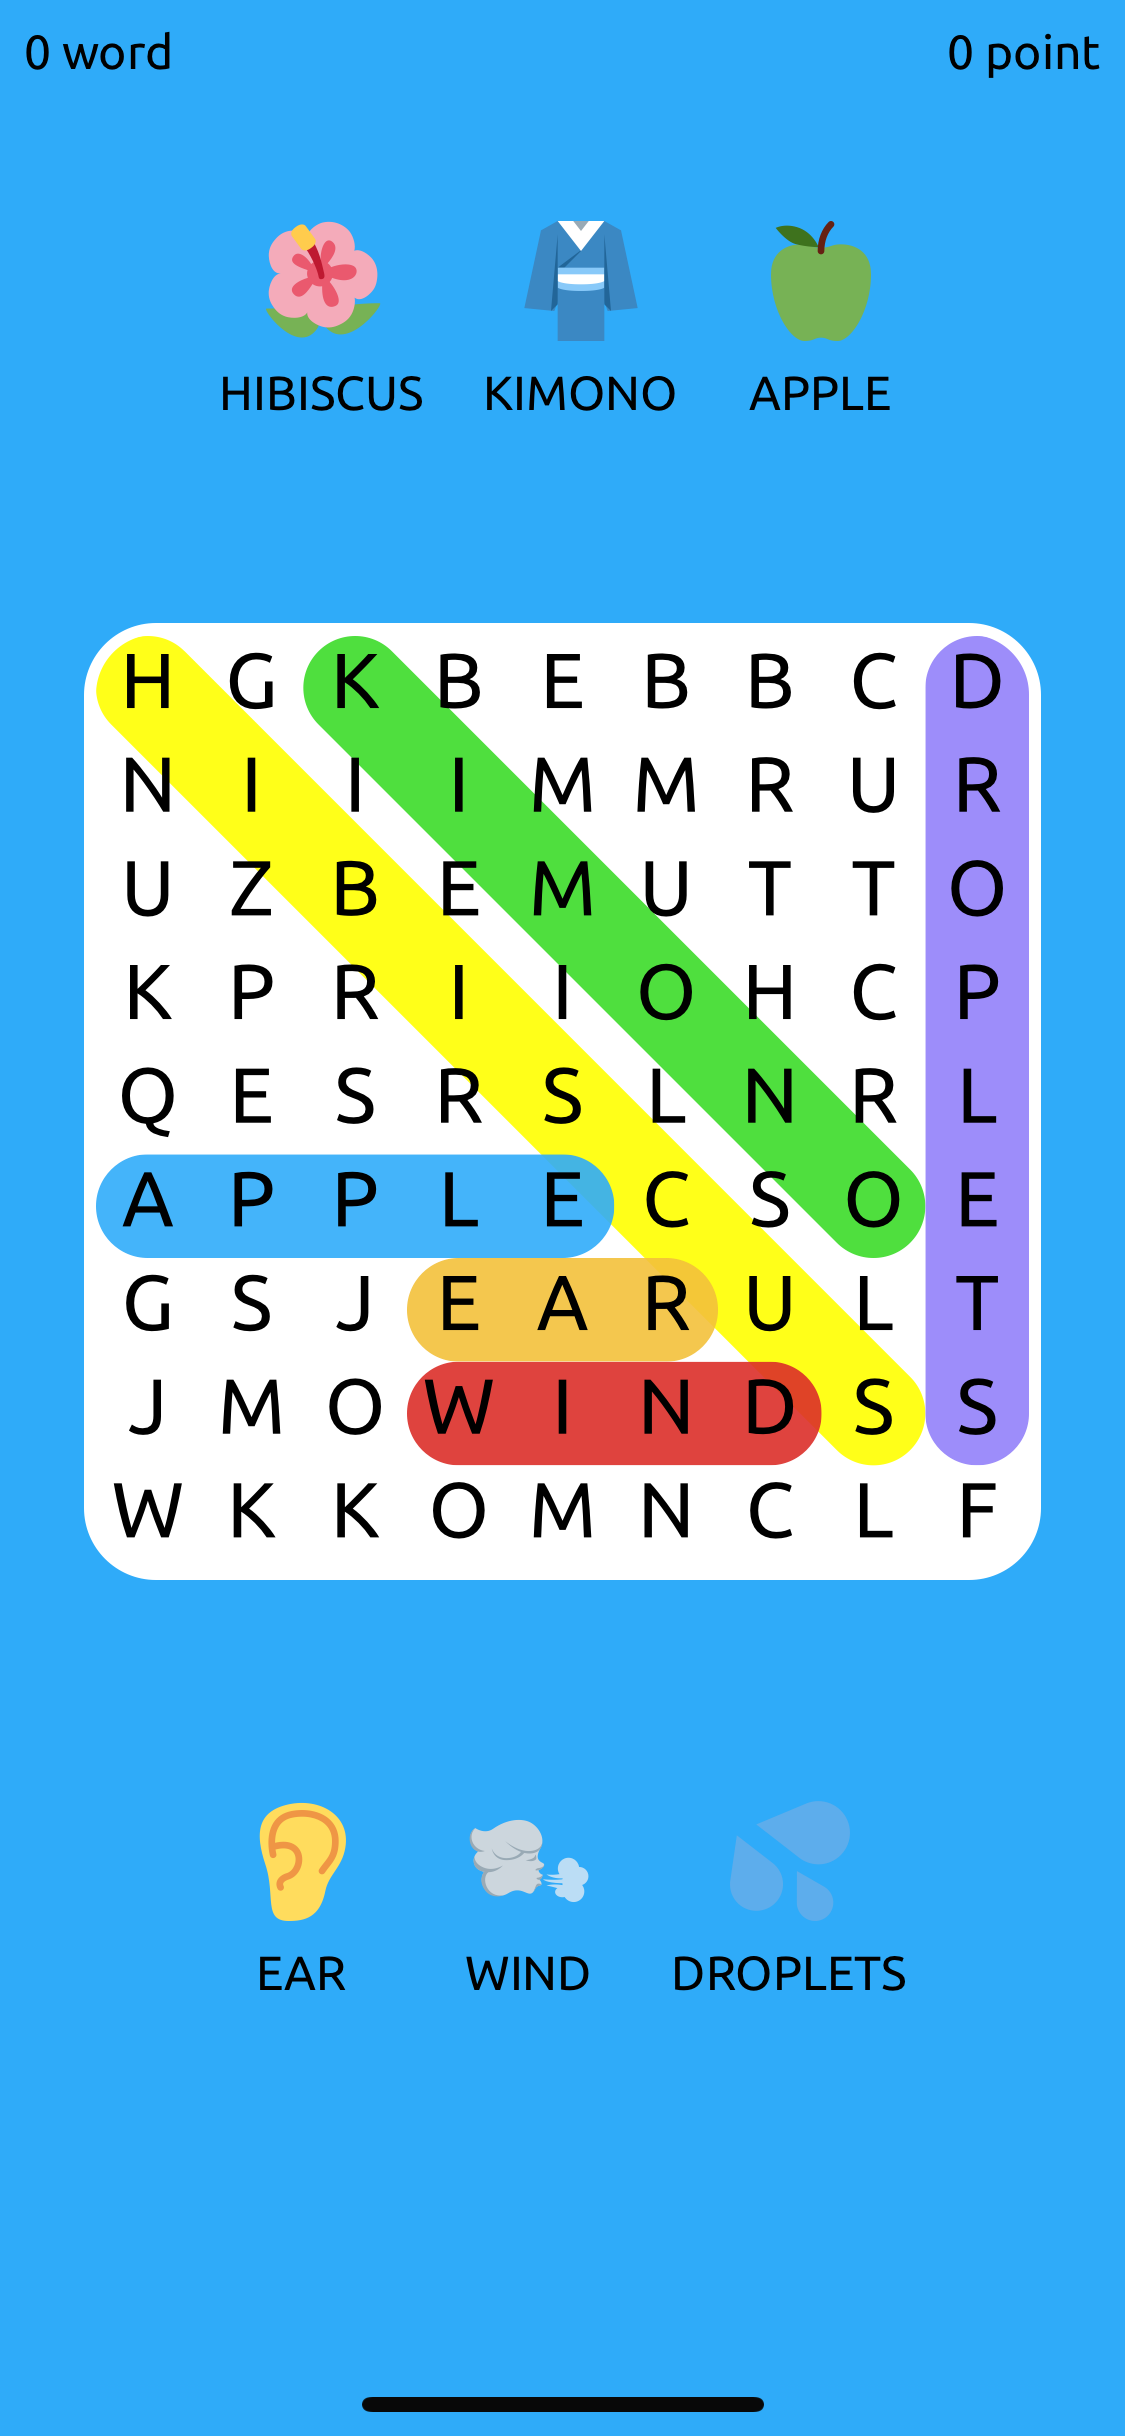 0 word 0 point
HIBISCUS KIMONO APPLE
H G K B E B B C D
N I I I M M R U R
U Z B E M U T T O
K P R I I O H C P
Q E S R S L N R L
A P P L E C S O E
G S J E A R U L T
J M O W I N D S S
W K K O M N C L F
EAR WIND DROPLETS